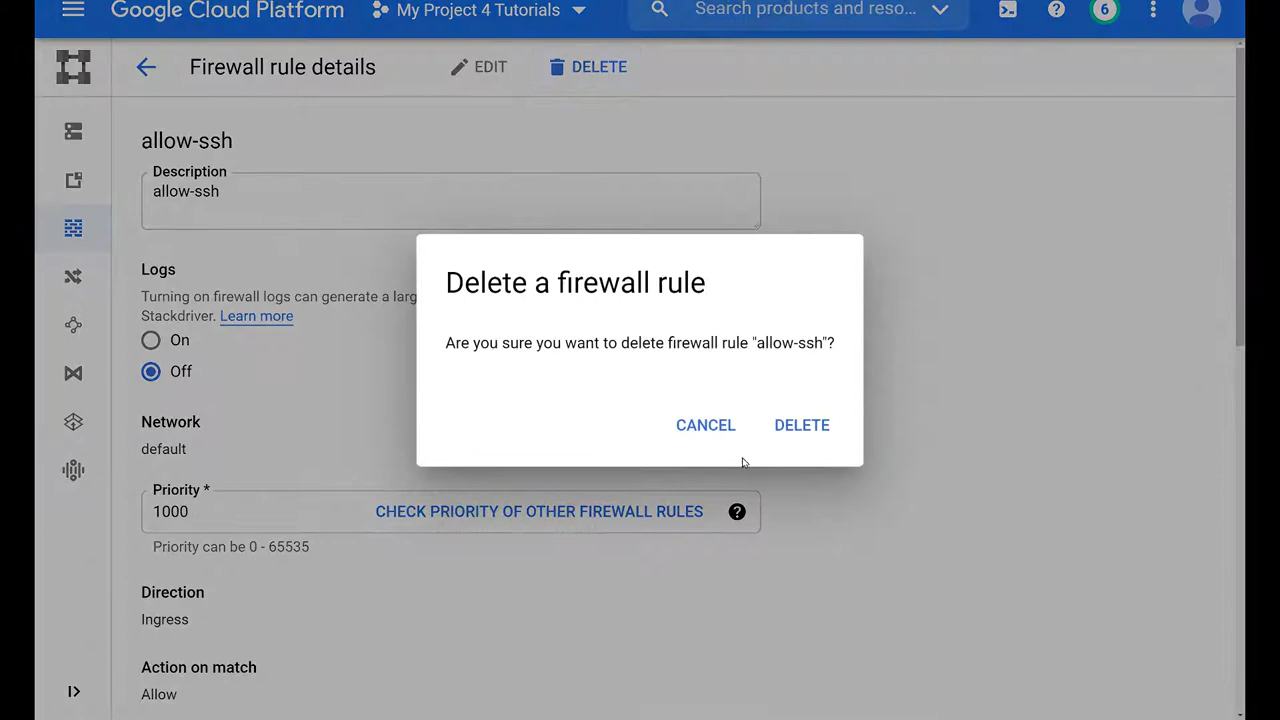 Google Cloud Platform
My Project 4 Tutorials
Search products and reso...
6
Firewall rule details
EDIT
DELETE
allow-ssh
Description
allow-ssh
Logs
Turning on firewall logs can generate a larg
Stackdriver. Learn more
On
Off
Network
default
Delete a firewall rule
Are you sure you want to delete firewall rule "allow-ssh"?
CANCEL
DELETE
Priority *
1000
CHECK PRIORITY OF OTHER FIREWALL RULES
Priority can be 0 - 65535
Direction
Ingress
Action on match
Allow